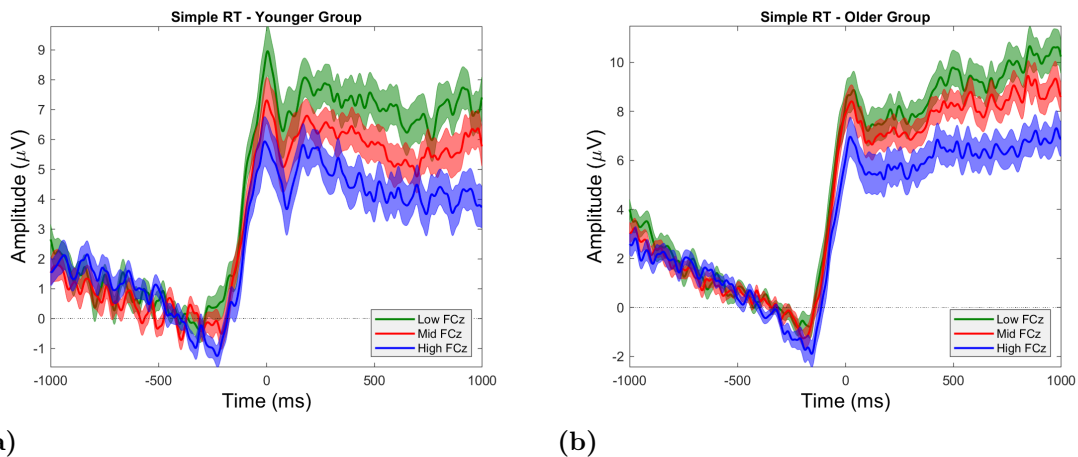 Simple RT - Younger Group
Amplitude (μV)
9
8
7
6
5
4
3
2
1
0
-1
-1000
-500
0
500
1000
Time (ms)
Low FCz
Mid FCz
High FCz
a)
Simple RT - Older Group
Amplitude (μV)
10
8
6
4
2
0
-2
-1000
-500
0
500
1000
Time (ms)
Low FCz
Mid FCz
High FCz
(b)